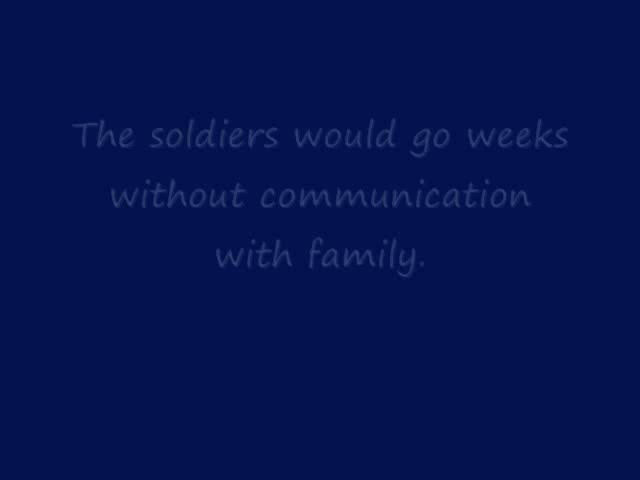 The soldiers would go weeks
without communication
with family.